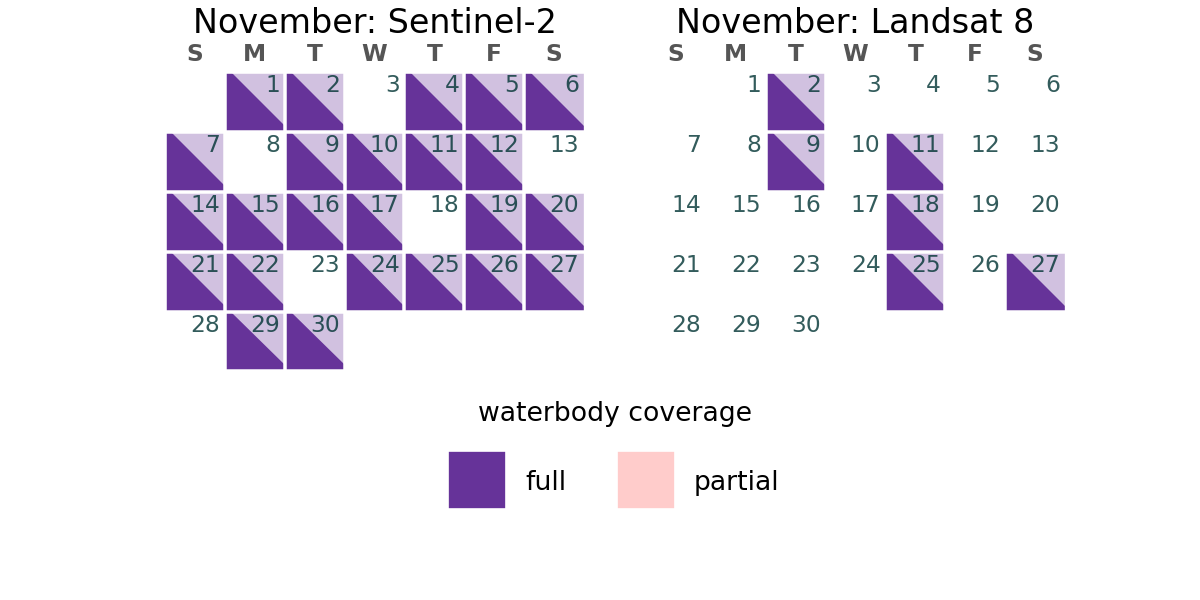 November: Sentinel-2
S M T W T F S
1 2 3 4 5 6
7 8 9 10 11 12 13
14 15 16 17 18 19 20
21 22 23 24 25 26 27
28 29 30
November: Landsat 8
S M T W T F S
1 2 3 4 5 6
7 8 9 10 11 12 13
14 15 16 17 18 19 20
21 22 23 24 25 26 27
28 29 30
waterbody coverage
full partial